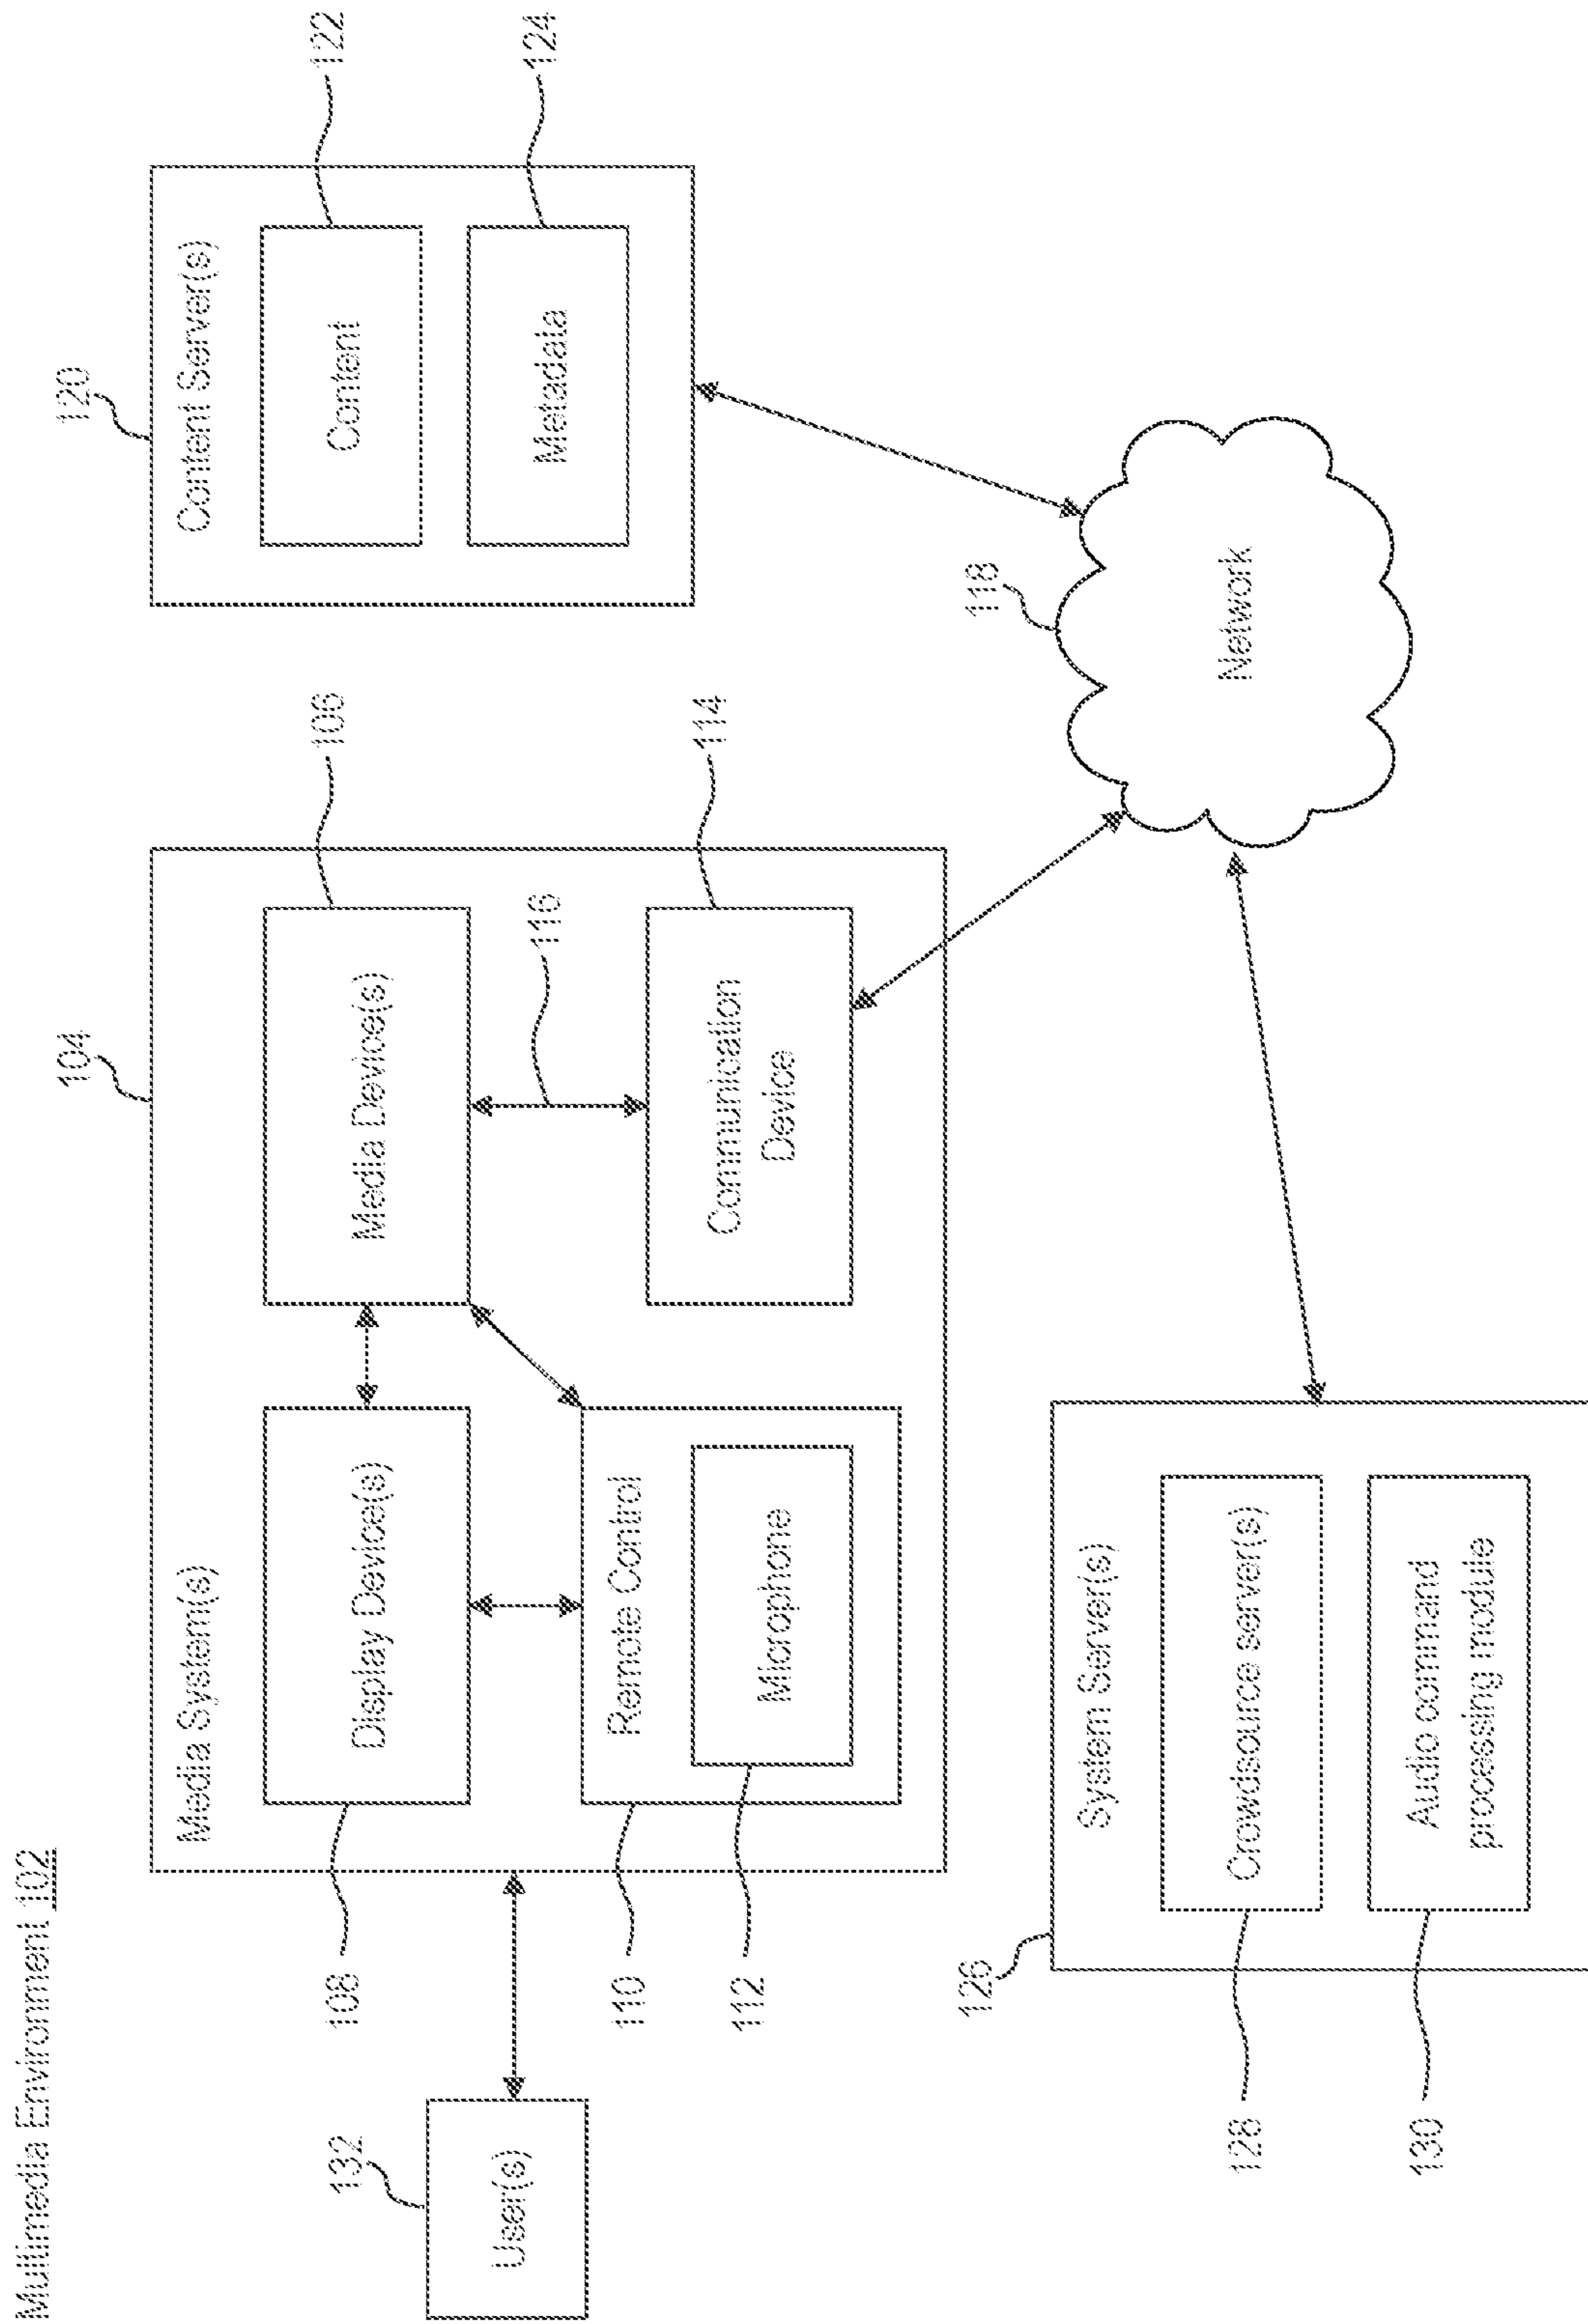 Multimedia Environment 102
104
120
Media System(s)
Content Server(s)
132
User(s)
108
Display Device(s)
Media Device(s)
106
Content
122
116
110
Remote Control
112
Microphone
Communication
Device
114
Metadata
124
126
System Server(s)
118
Network
128
Crowdsource server(s)
130
Audio command
processing module